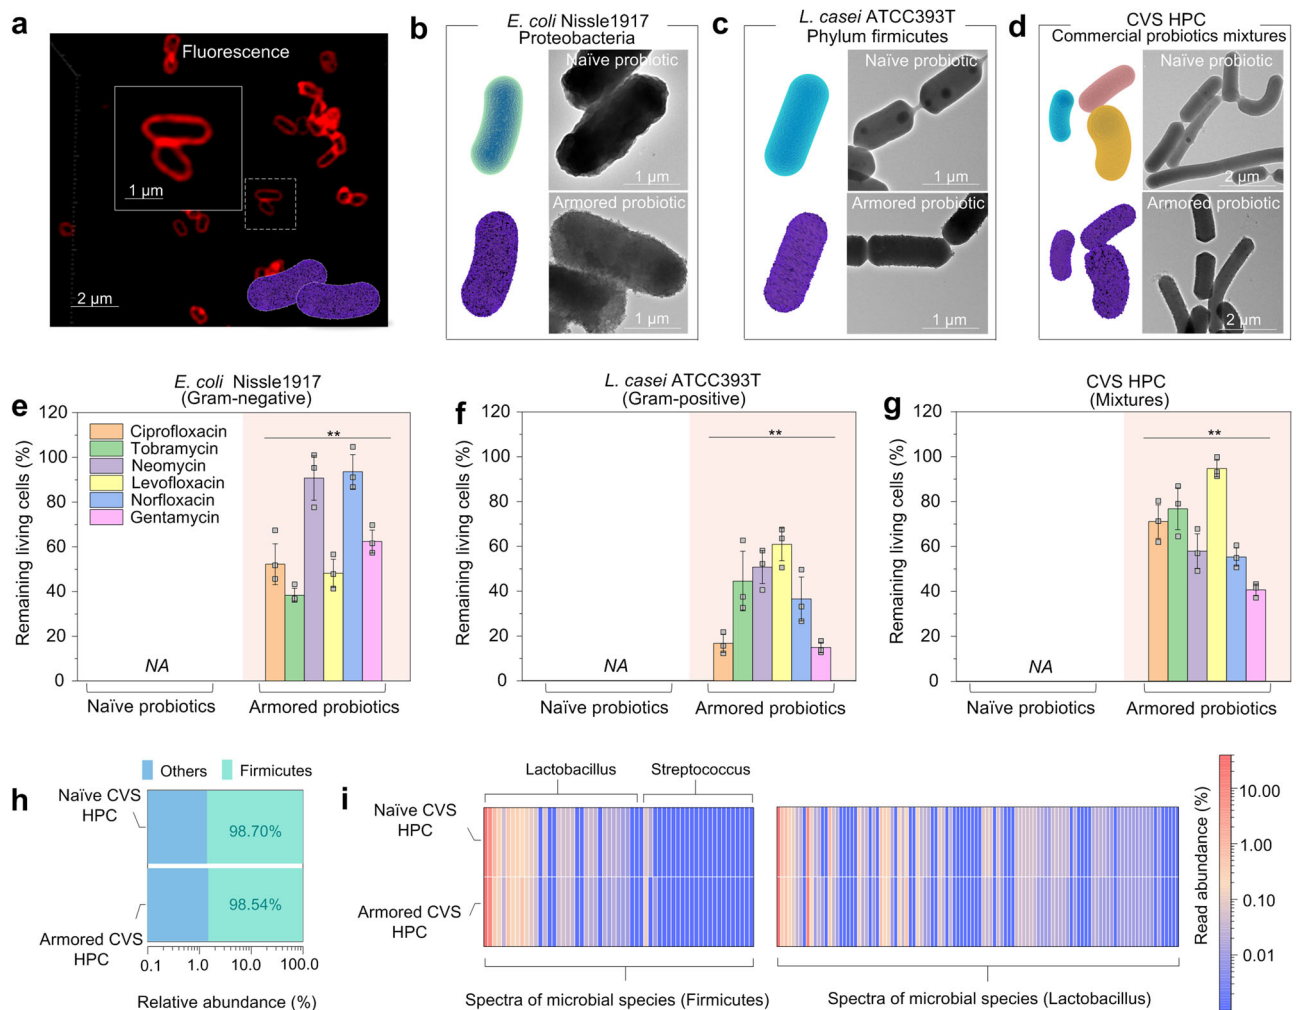 a
Fluorescence
1 µm
2 µm
b
E. coli Nissle1917
Proteobacteria
Naïve probiotic
1 µm
Armored probiotic
1 µm
c
L. casei ATCC393T
Phylum firmicutes
Naïve probiotic
1 µm
Armored probiotic
1 µm
d
CVS HPC
Commercial probiotics mixtures
Naïve probiotic
2 µm
Armored probiotic
2 µm
e
E. coli Nissle1917
(Gram-negative)
Remaining living cells (%)
120
100
80
60
40
20
0
Ciprofloxacin
Tobramycin
Neomycin
Levofloxacin
Norfloxacin
Gentamycin
**
NA
Naïve probiotics
Armored probiotics
f
L. casei ATCC393T
(Gram-positive)
Remaining living cells (%)
120
100
80
60
40
20
0
**
NA
Naïve probiotics
Armored probiotics
g
CVS HPC
(Mixtures)
Remaining living cells (%)
120
100
80
60
40
20
0
**
NA
Naïve probiotics
Armored probiotics
h
Others
Firmicutes
Naïve CVS
HPC
98.70%
Armored CVS
HPC
98.54%
0.1
1.0
10.0
100.0
Relative abundance (%)
i
Lactobacillus
Streptococcus
Naïve CVS
HPC
Armored CVS
HPC
Spectra of microbial species (Firmicutes)
Spectra of microbial species (Lactobacillus)
Read abundance (%)
10.00
1.00
0.10
0.01